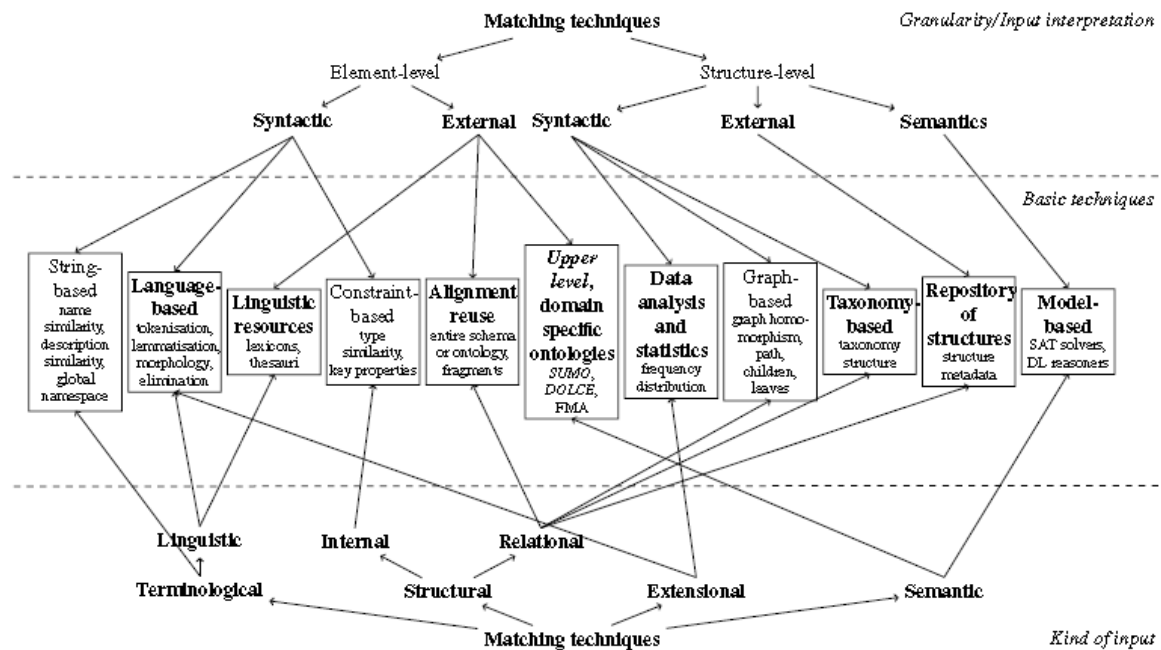 Matching techniques
Granularity/Input interpretation
Element-level
Structure-level
Syntactic
External
Syntactic
External
Semantics
Basic techniques
String-
based
name
similarity,
description
similarity,
global
namespace
Language-
based
tokenisation,
lemmatisation,
morphology,
elimination
Linguistic
resources
lexicons,
thesauri
Constraint-
based
type
similarity,
key properties
Alignment
reuse
entire schema
or ontology,
fragments
Upper
level,
domain
specific
ontologies
SUMO,
DOLCE,
FMA
Data
analysis
and
statistics
frequency
distribution
Graph-
based
graph homo-
morphism,
path,
children,
leaves
Taxonomy-
based
taxonomy
structure
Repository
of
structures
structure
metadata
Model-
based
SAT solvers,
DL reasoners
Linguistic
Internal
Relational
Terminological
Structural
Extensional
Semantic
Matching techniques
Kind of input